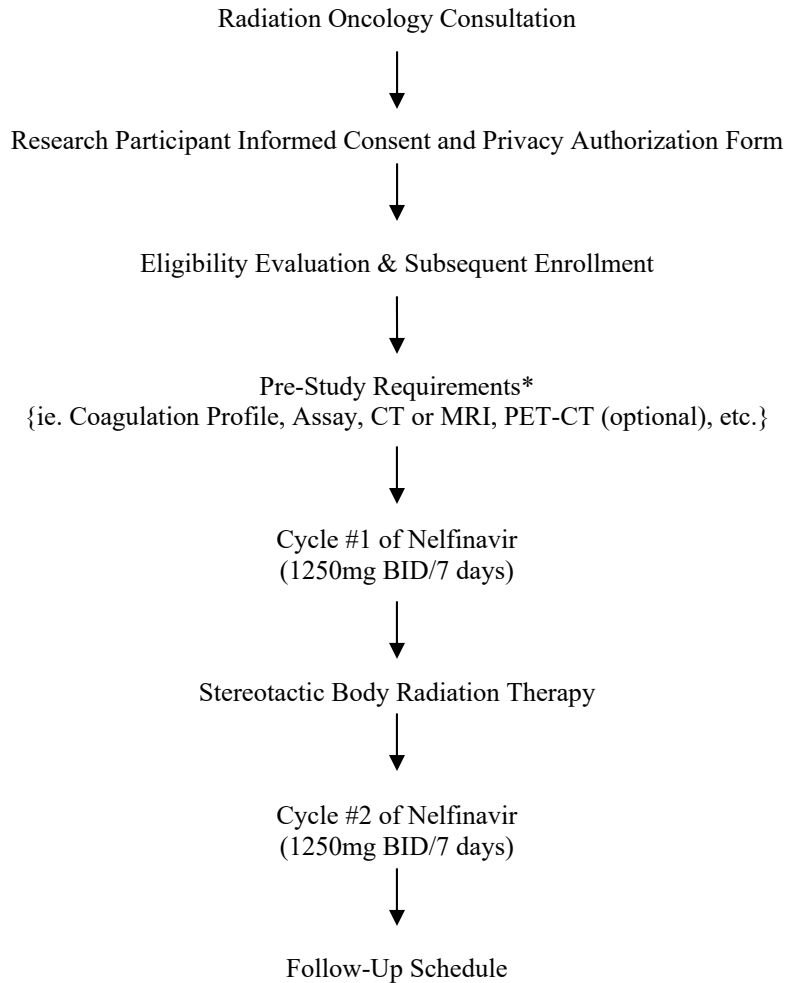 Radiation Oncology Consultation
Research Participant Informed Consent and Privacy Authorization Form
Eligibility Evaluation & Subsequent Enrollment
Pre-Study Requirements*
{ie. Coagulation Profile, Assay, CT or MRI, PET-CT (optional), etc.}
Cycle #1 of Nelfinavir
(1250mg BID/7 days)
Stereotactic Body Radiation Therapy
Cycle #2 of Nelfinavir
(1250mg BID/7 days)
Follow-Up Schedule